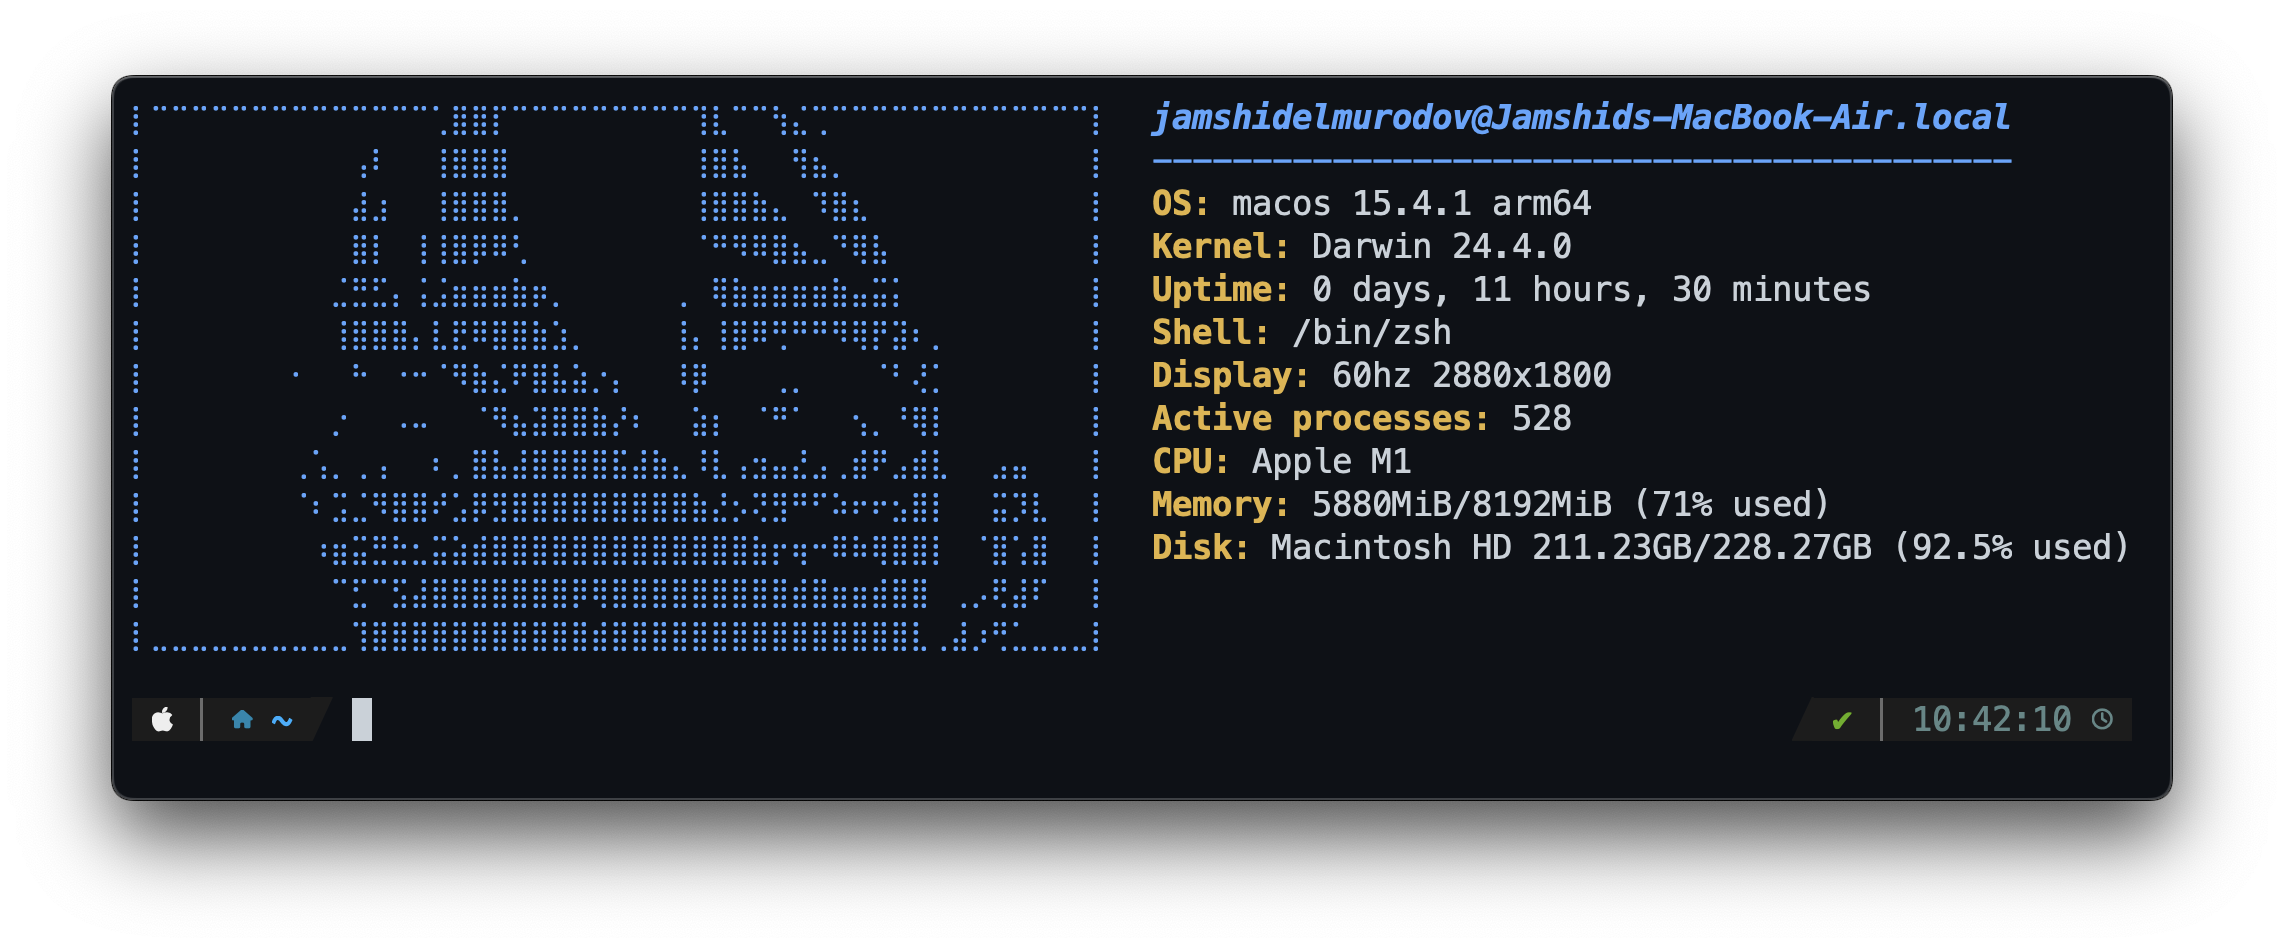 jamshidelmurodov@Jamshids-MacBook-Air.local
-------------------------------------------
OS: macos 15.4.1 arm64
Kernel: Darwin 24.4.0
Uptime: 0 days, 11 hours, 30 minutes
Shell: /bin/zsh
Display: 60hz 2880x1800
Active processes: 528
CPU: Apple M1
Memory: 5880MiB/8192MiB (71% used)
Disk: Macintosh HD 211.23GB/228.27GB (92.5% used)
~ ✔ 10:42:10